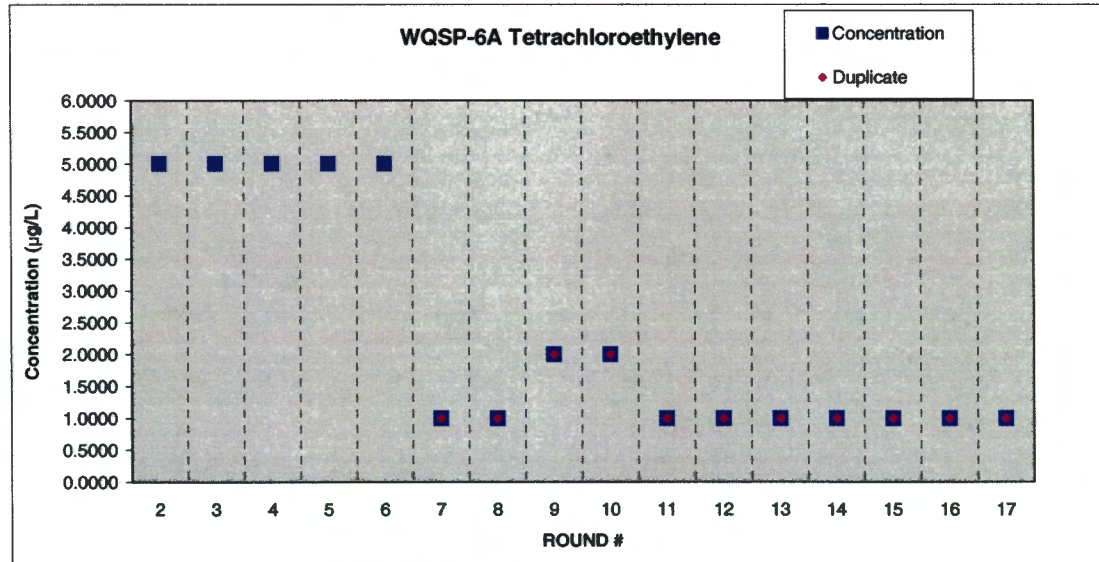 WQSP-6A Tetrachloroethylene
Concentration
Duplicate
6.0000
5.5000
5.0000
4.5000
4.0000
3.5000
3.0000
2.5000
2.0000
1.5000
1.0000
0.5000
0.0000
Concentration (µg/L)
2 3 4 5 6 7 8 9 10 11 12 13 14 15 16 17
ROUND #